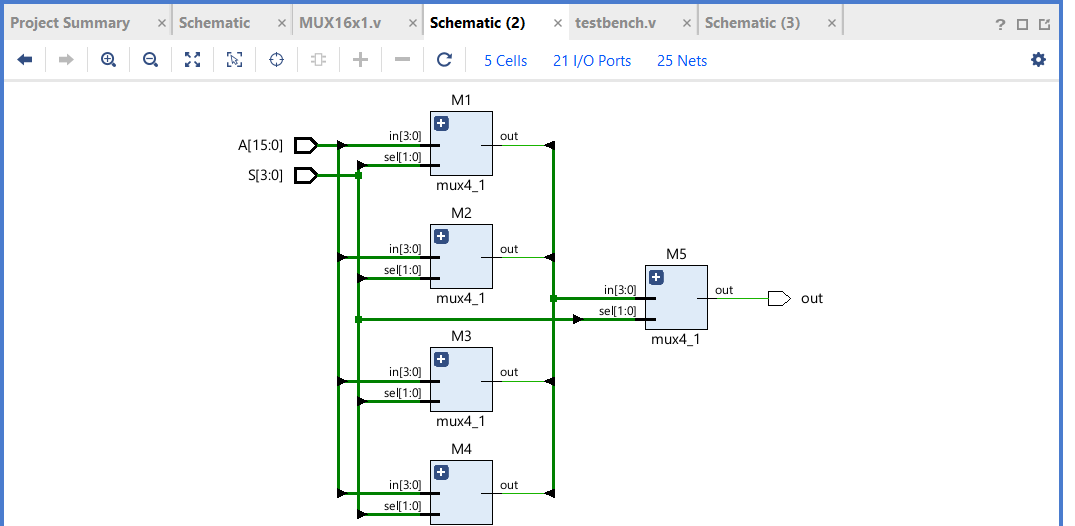 Project Summary × Schematic × MUX16x1.v × Schematic (2) × testbench.v × Schematic (3) × ?
5 Cells 21 I/O Ports 25 Nets
M1
A[15:0] in[3:0] out
S[3:0] sel[1:0]
mux4_1
M2
in[3:0] out
sel[1:0]
mux4_1
M5
in[3:0] out out
sel[1:0]
mux4_1
M3
in[3:0] out
sel[1:0]
mux4_1
M4
in[3:0] out
sel[1:0]